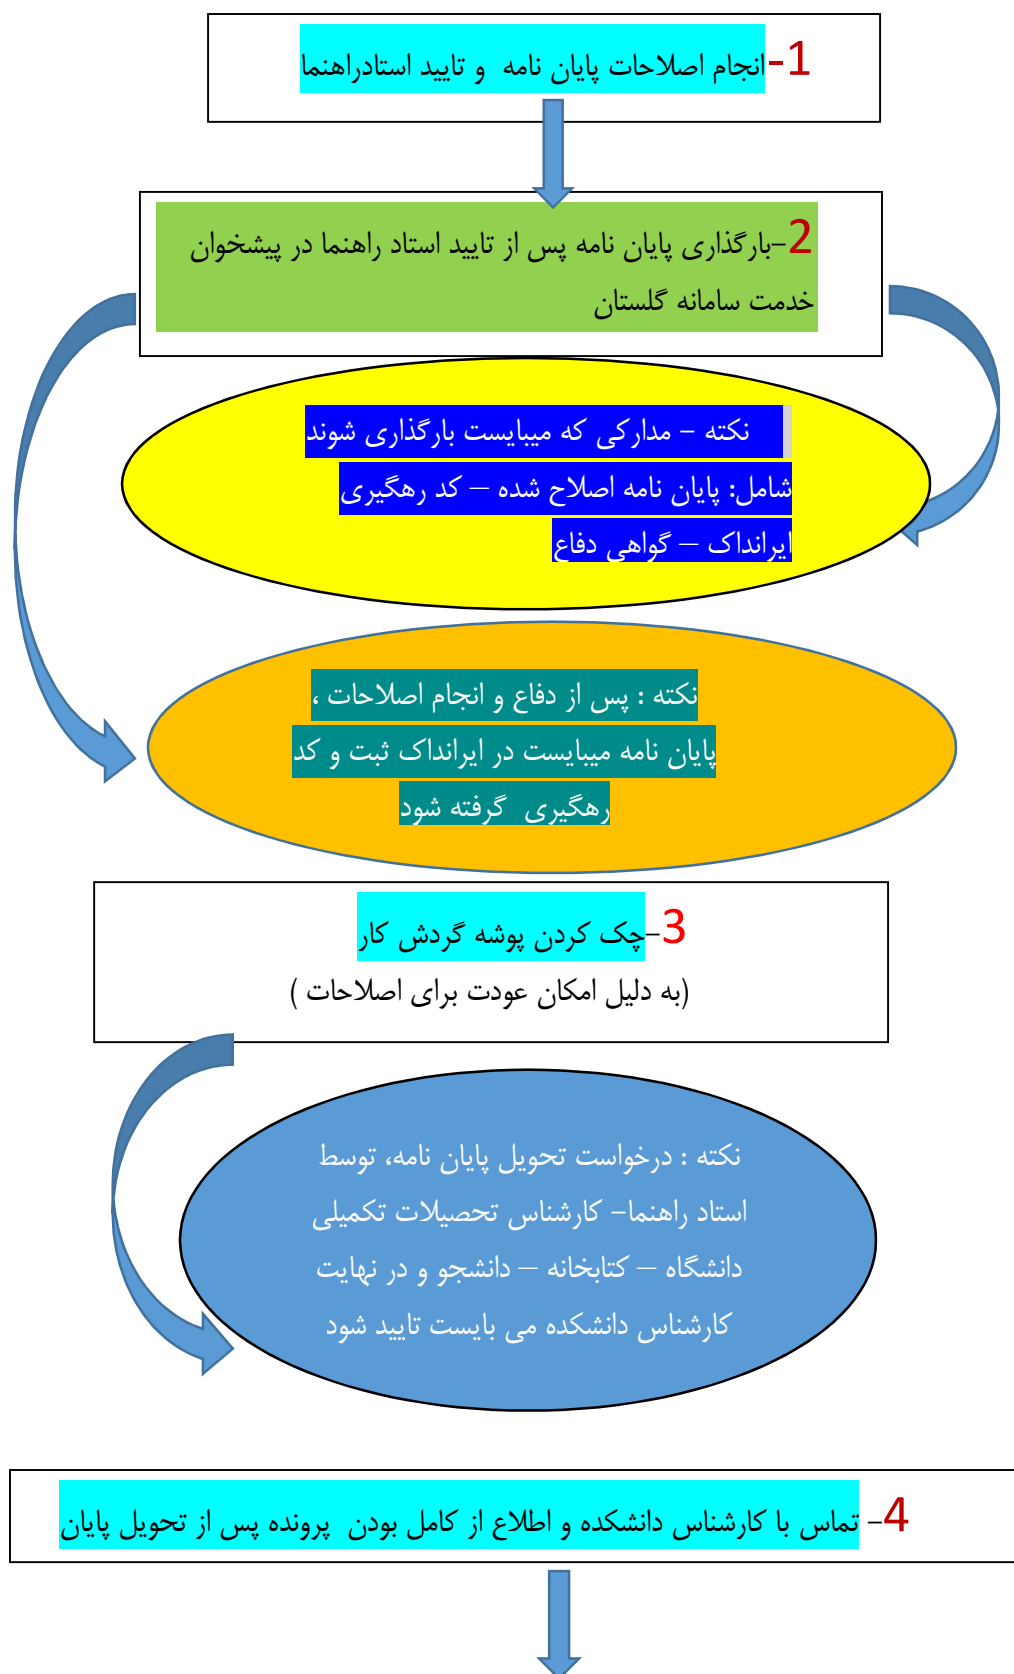 1-انجام اصلاحات پایان نامه و تایید استادراهنما
2-بارگذاری پایان نامه پس از تایید استاد راهنما در پیشخوان
خدمت سامانه گلستان
نکته – مدارکی که میبایست بارگذاری شوند
شامل: پایان نامه اصلاح شده – کد رهگیری
ایرانداک – گواهی دفاع
نکته : پس از دفاع و انجام اصلاحات ،
پایان نامه میبایست در ایرانداک ثبت و کد
رهگیری گرفته شود
3-چک کردن پوشه گردش کار
(به دلیل امکان عودت برای اصلاحات )
نکته : درخواست تحویل پایان نامه، توسط
استاد راهنما- کارشناس تحصیلات تکمیلی
دانشگاه – کتابخانه – دانشجو و در نهایت
کارشناس دانشکده می بایست تایید شود
4- تماس با کارشناس دانشکده و اطلاع از کامل بودن پرونده پس از تحویل پایان